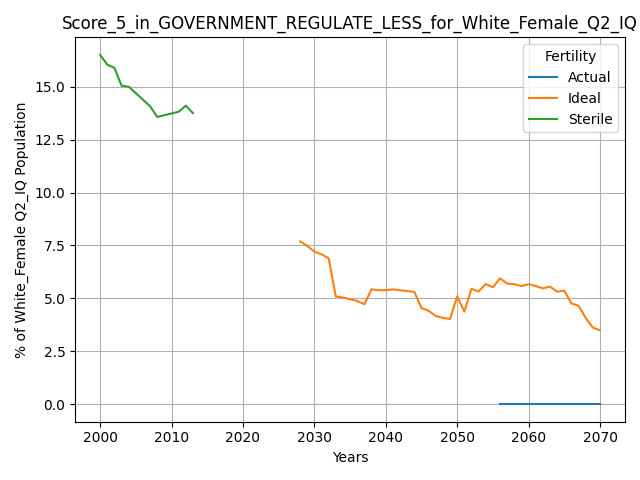 Score_5_in_GOVERNMENT_REGULATE_LESS_for_White_Female_Q2_IQ
Fertility
Actual
Ideal
Sterile
% of White_Female Q2_IQ Population
15.0
12.5
10.0
7.5
5.0
2.5
0.0
2000 2010 2020 2030 2040 2050 2060 2070
Years